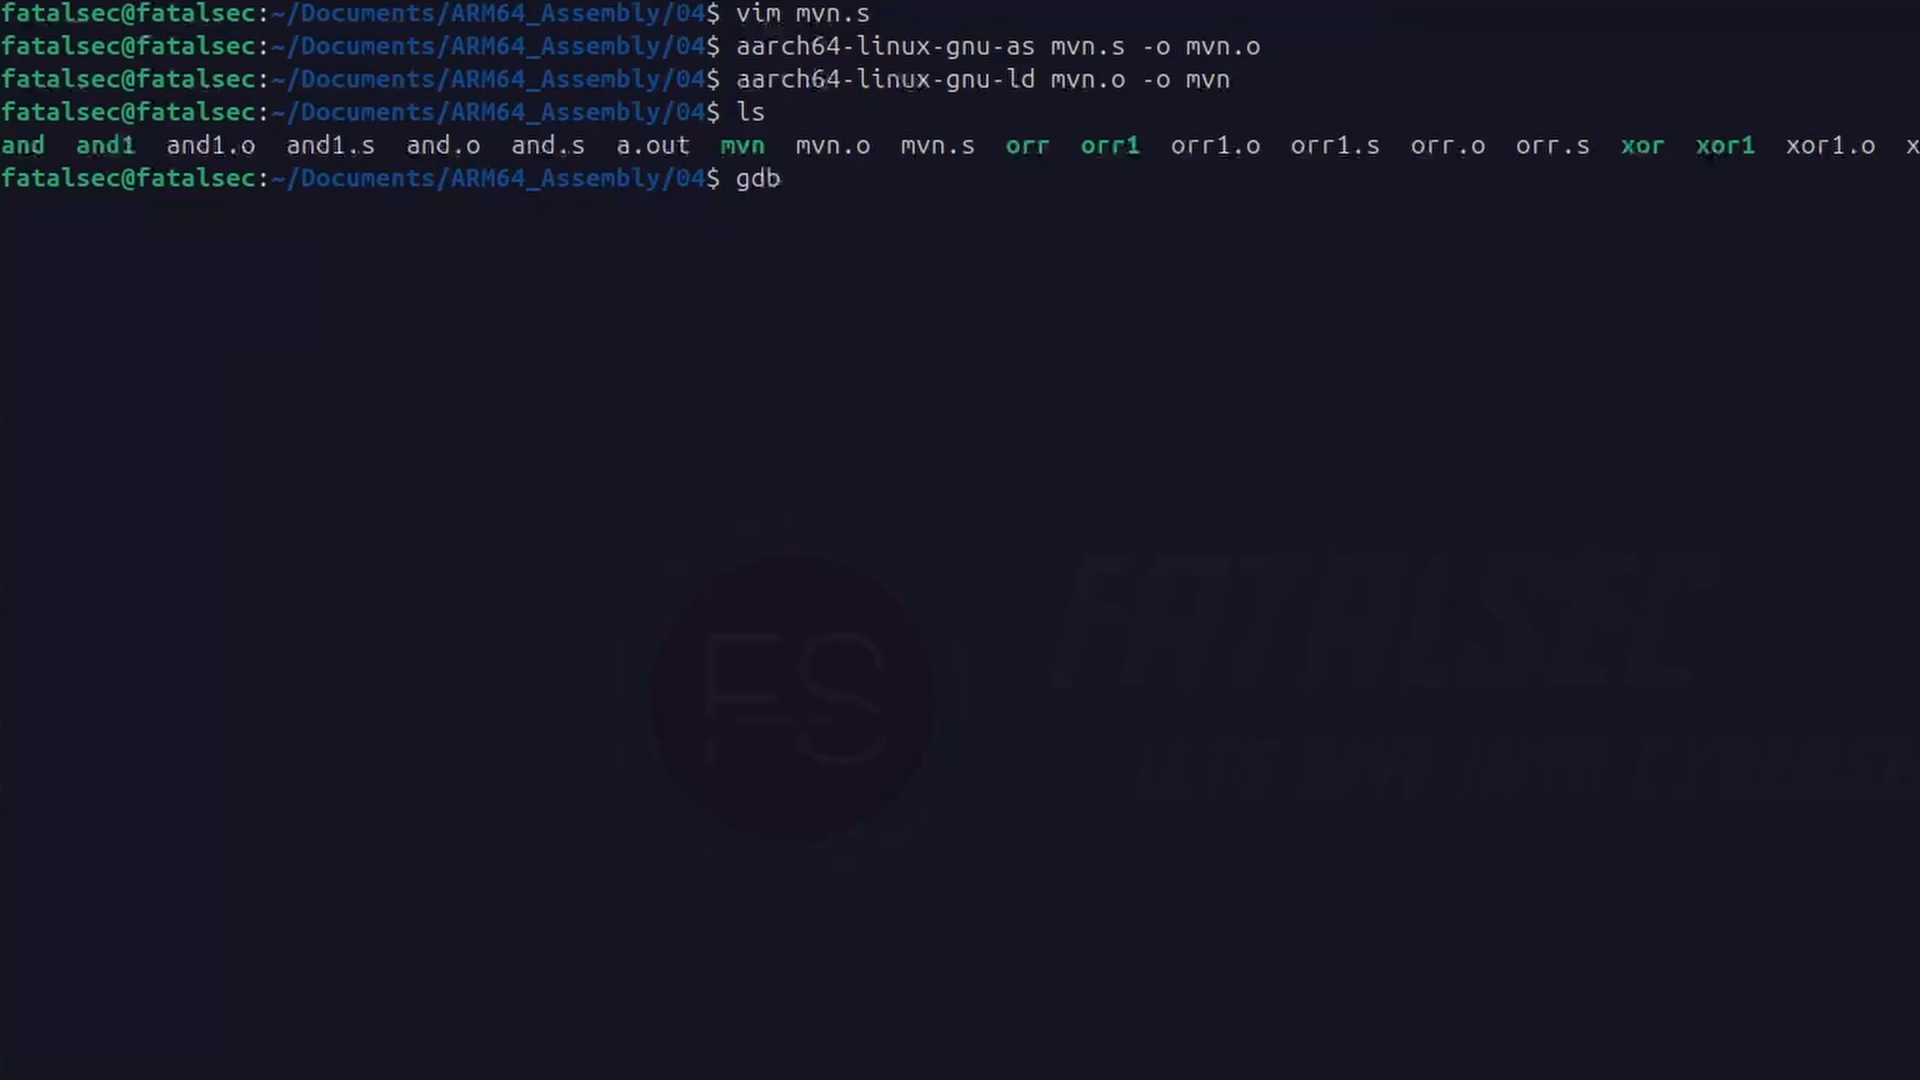 fatalsec@fatalsec:~/Documents/ARM64_Assembly/04$ vim mvn.s
fatalsec@fatalsec:~/Documents/ARM64_Assembly/04$ aarch64-linux-gnu-as mvn.s -o mvn.o
fatalsec@fatalsec:~/Documents/ARM64_Assembly/04$ aarch64-linux-gnu-ld mvn.o -o mvn
fatalsec@fatalsec:~/Documents/ARM64_Assembly/04$ ls
and and1 and1.o and1.s and.o and.s a.out mvn mvn.o mvn.s orr orr1 orr1.o orr1.s orr.o orr.s xor xor1 xor1.o x
fatalsec@fatalsec:~/Documents/ARM64_Assembly/04$ gdb
FS
FATALSEC
LETS DIVE INTO